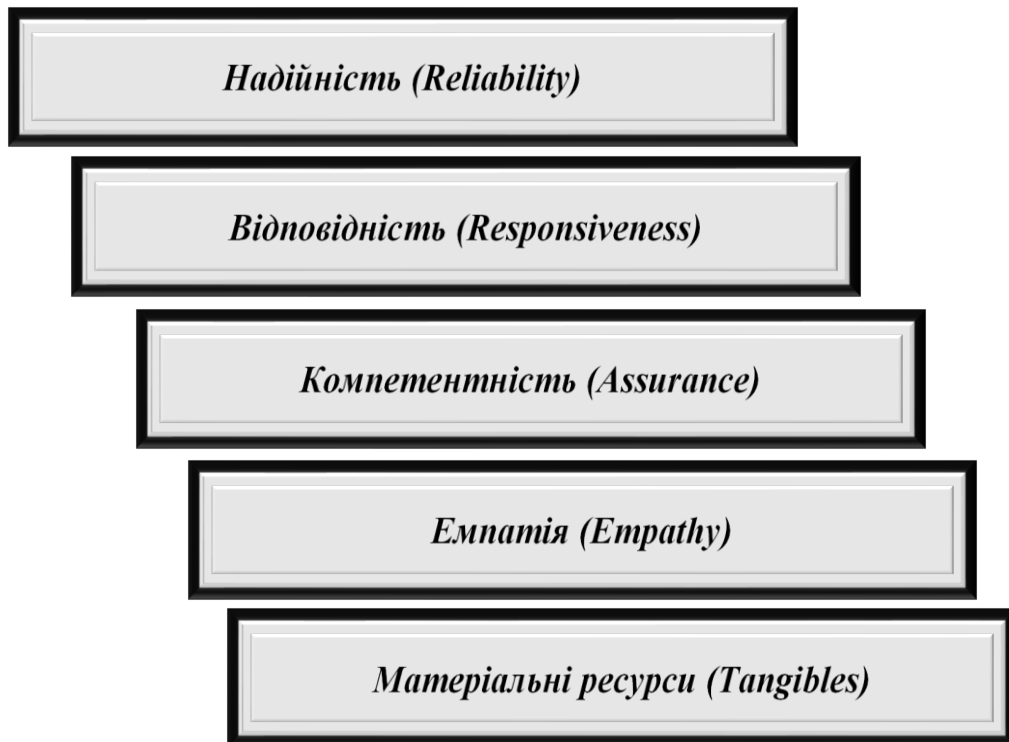 Надійність (Reliability)
Відповідність (Responsiveness)
Компетентність (Assurance)
Емпатія (Empathy)
Матеріальні ресурси (Tangibles)